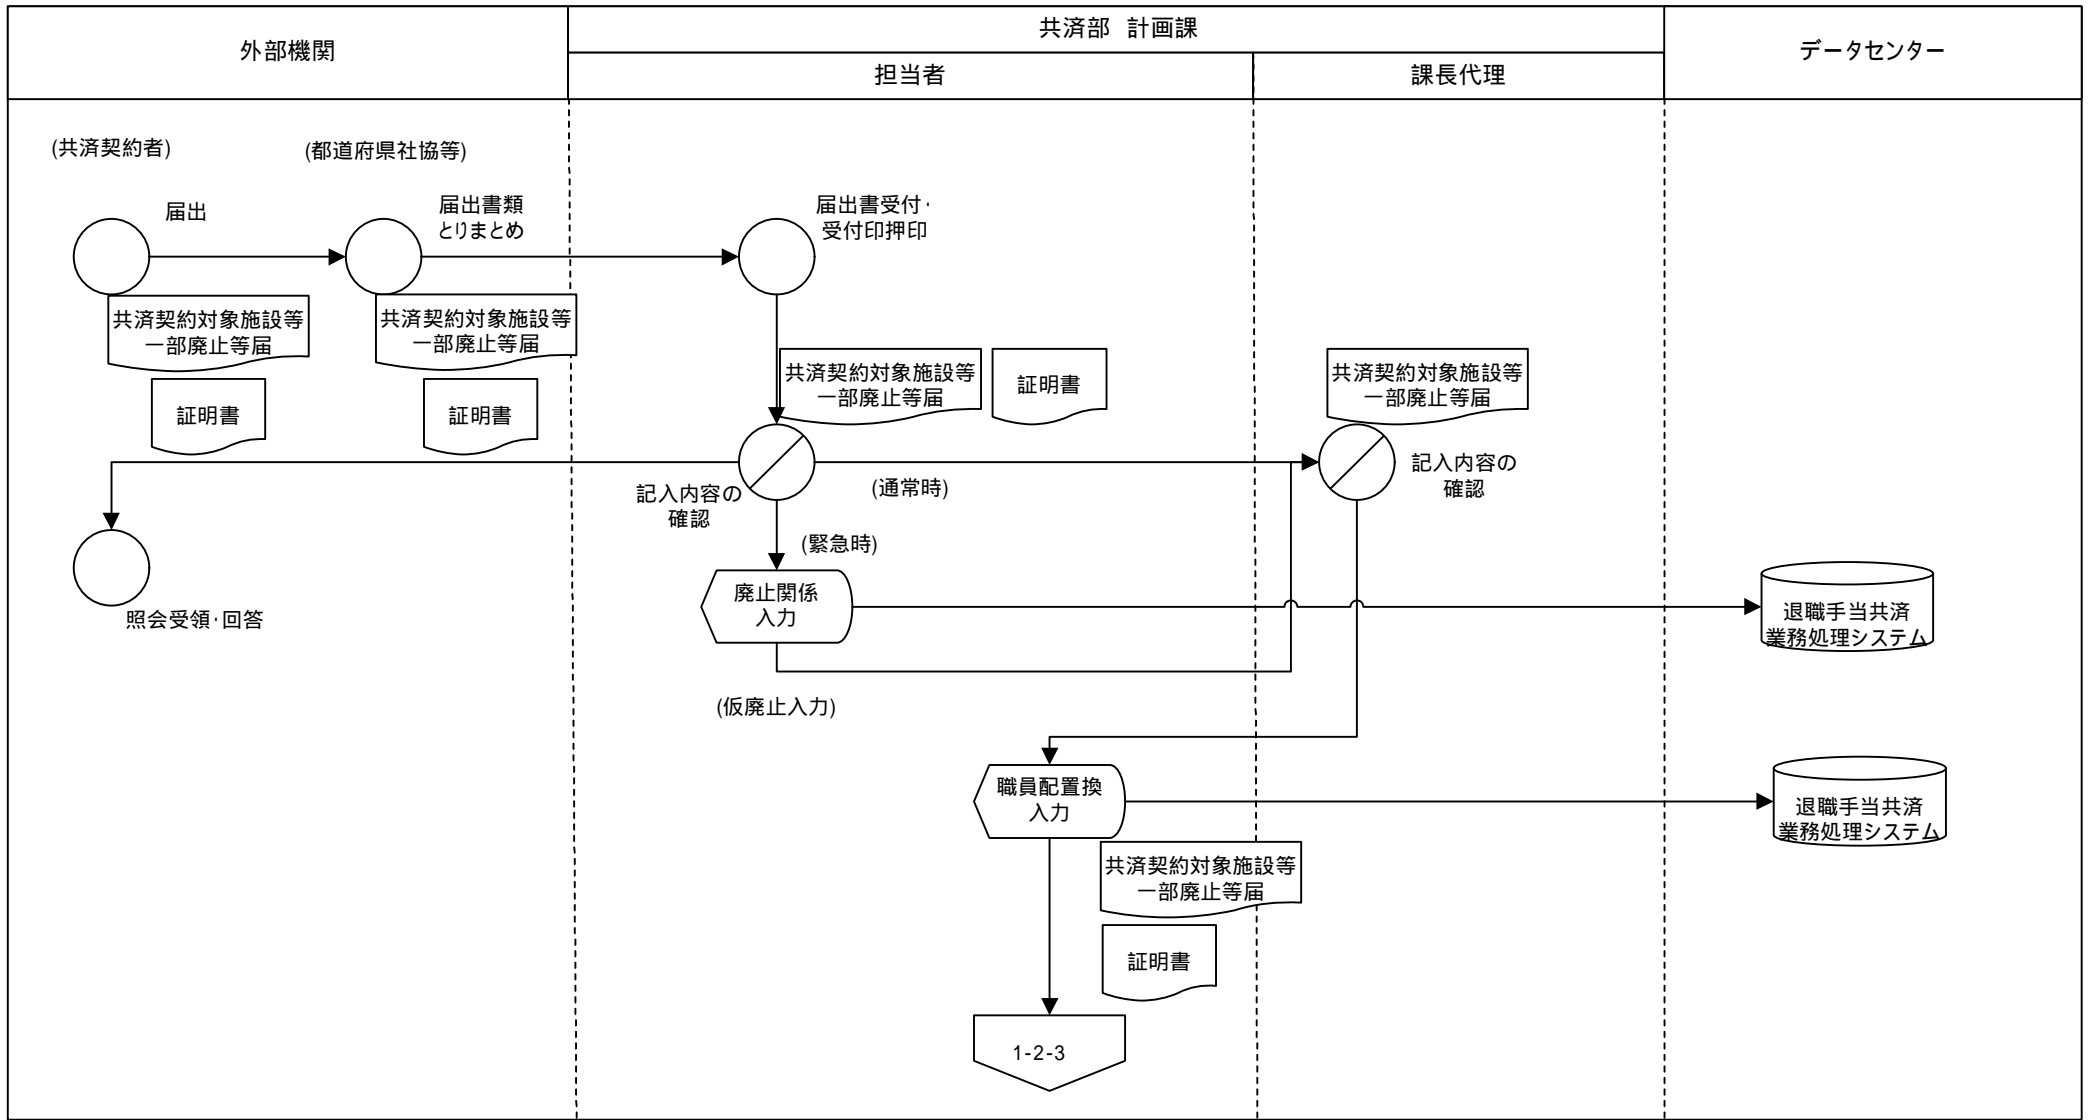 外部機関
共済部 計画課
担当者
課長代理
データセンター
(共済契約者)
(都道府県社協等)
届出
届出書類
とりまとめ
届出書受付・
受付印押印
共済契約対象施設等
一部廃止等届
共済契約対象施設等
一部廃止等届
共済契約対象施設等
一部廃止等届
証明書
共済契約対象施設等
一部廃止等届
証明書
証明書
記入内容の
確認
(通常時)
記入内容の
確認
(緊急時)
照会受領・回答
廃止関係
入力
退職手当共済
業務処理システム
(仮廃止入力)
職員配置換
入力
退職手当共済
業務処理システム
共済契約対象施設等
一部廃止等届
証明書
1-2-3